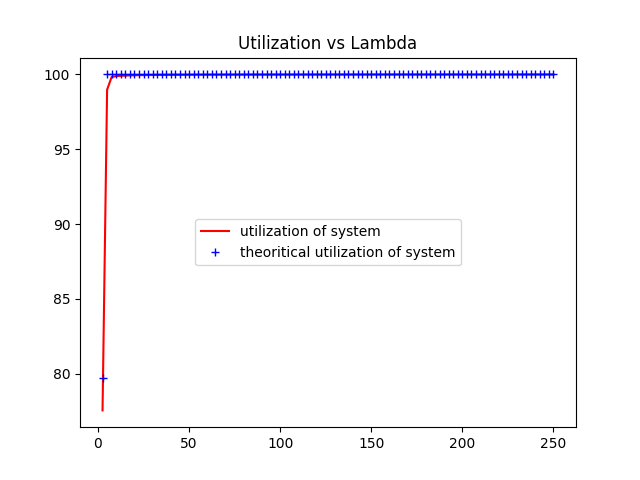 Utilization vs Lambda
100
95
90
85
80
utilization of system
theoritical utilization of system
0 50 100 150 200 250